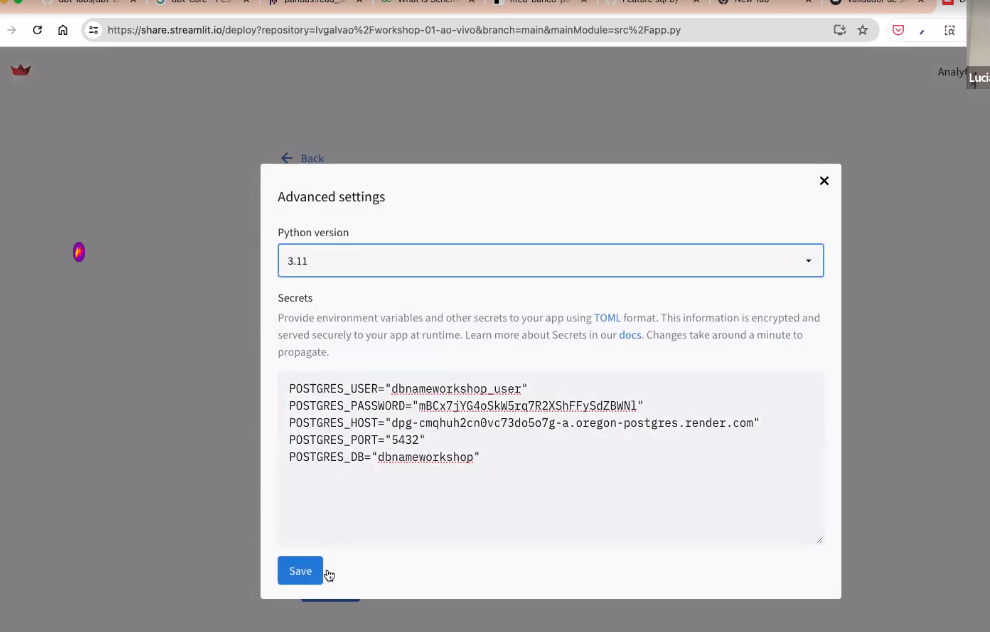 https://share.streamlit.io/deploy?repository=lvgalvao%2Fworkshop-01-ao-vivo&branch=main&mainModule=src%2Fapp.py
Back
Advanced settings
Python version
3.11
Secrets
Provide environment variables and other secrets to your app using TOML format. This information is encrypted and
served securely to your app at runtime. Learn more about Secrets in our docs. Changes take around a minute to
propagate.
POSTGRES_USER="dbnameworkshop_user"
POSTGRES_PASSWORD="mBCx7jYG4oSkW5rq7R2XShFFySdZBWNl"
POSTGRES_HOST="dpg-cmqhuh2cn0vc73do5o7g-a.oregon-postgres.render.com"
POSTGRES_PORT="5432"
POSTGRES_DB="dbnameworkshop"
Save